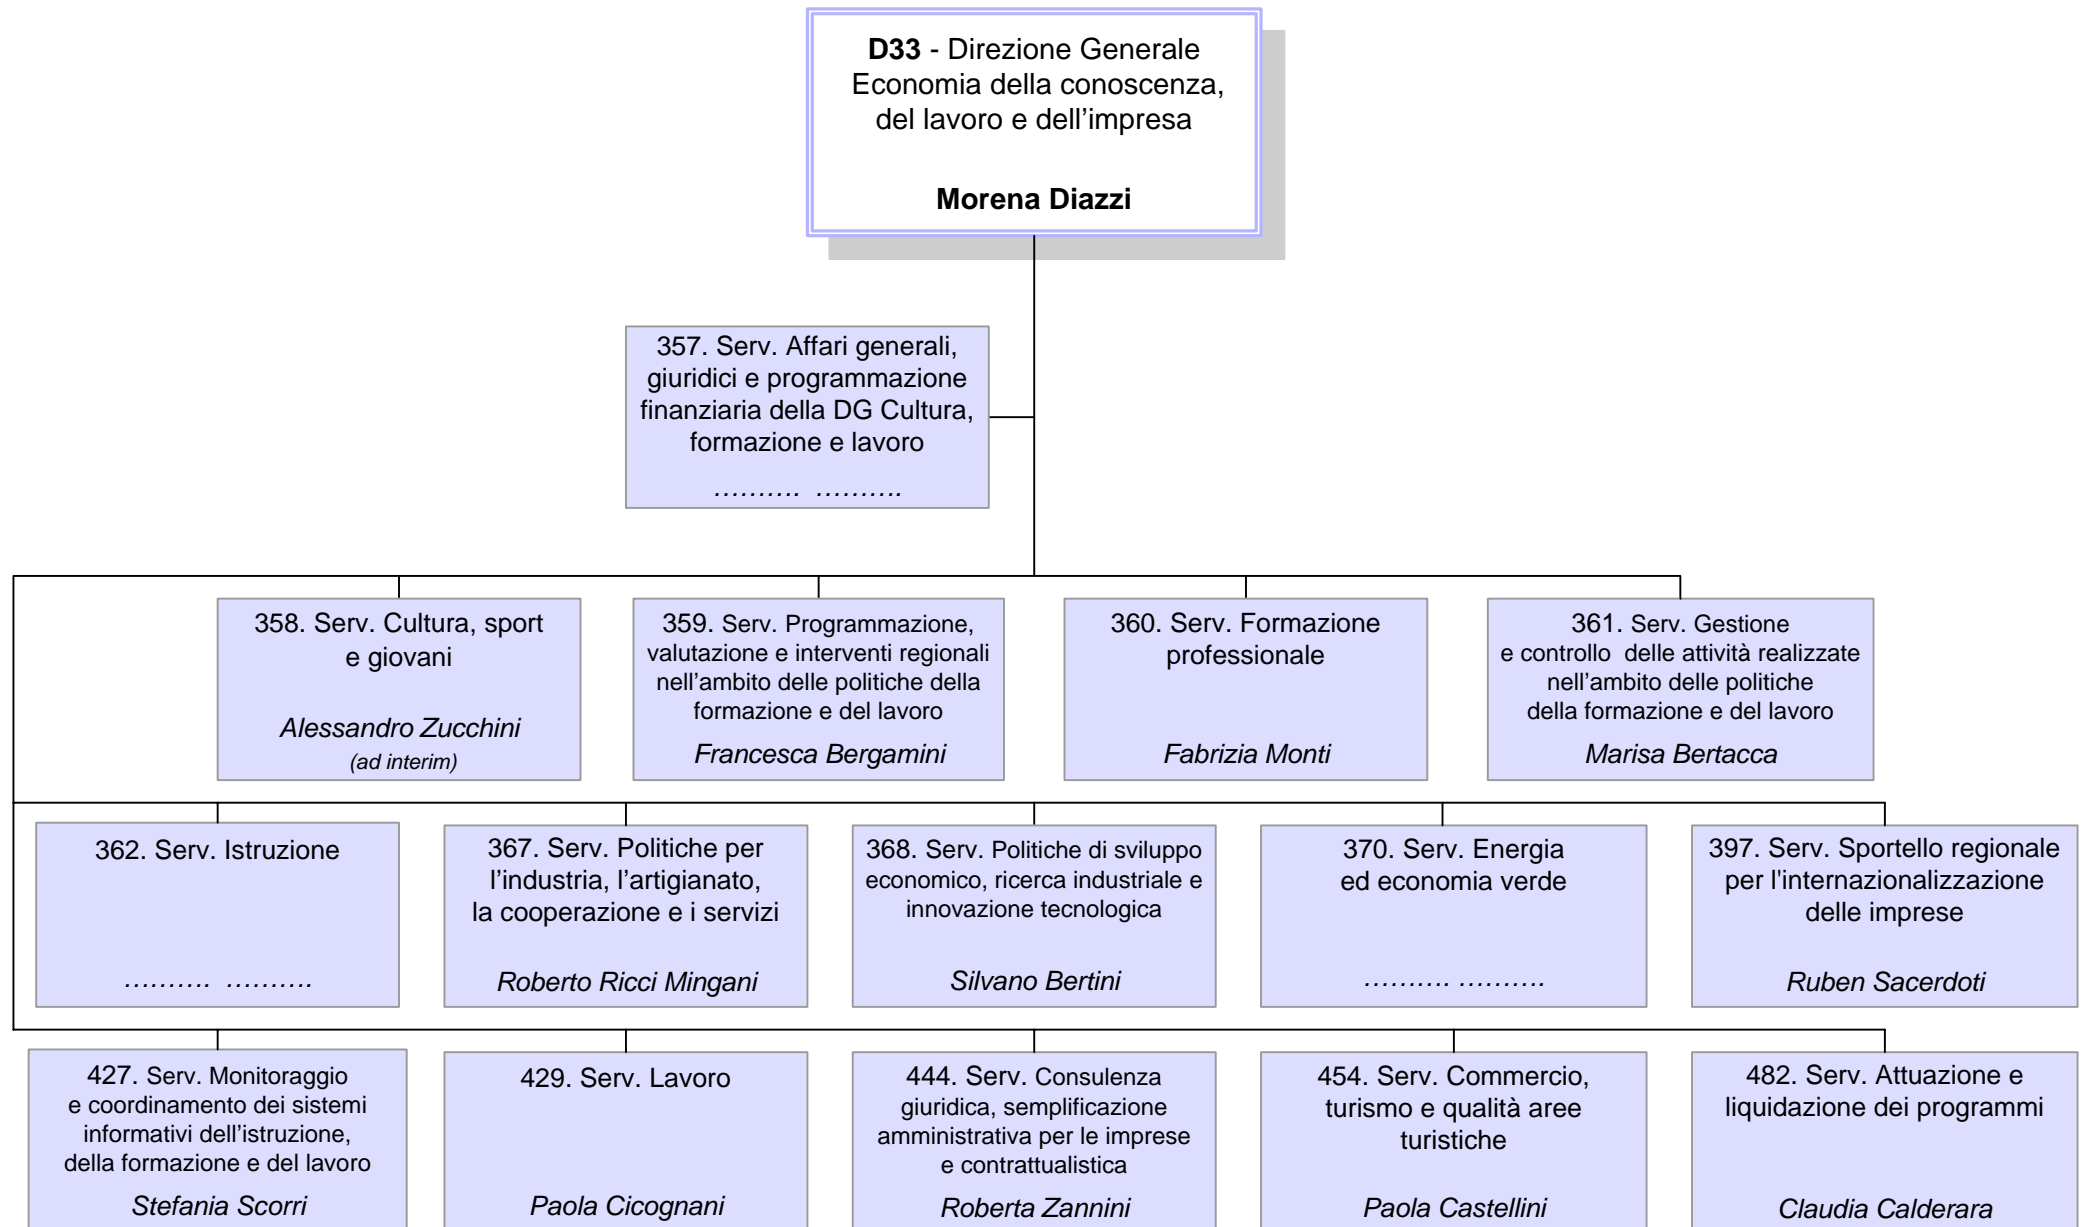 D33 - Direzione Generale
Economia della conoscenza,
del lavoro e dell’impresa
Morena Diazzi
357. Serv. Affari generali,
giuridici e programmazione
finanziaria della DG Cultura,
formazione e lavoro
………. ……….
358. Serv. Cultura, sport
e giovani
Alessandro Zucchini
(ad interim)
359. Serv. Programmazione,
valutazione e interventi regionali
nell’ambito delle politiche della
formazione e del lavoro
Francesca Bergamini
360. Serv. Formazione
professionale
Fabrizia Monti
361. Serv. Gestione
e controllo delle attività realizzate
nell’ambito delle politiche
della formazione e del lavoro
Marisa Bertacca
362. Serv. Istruzione
………. ……….
367. Serv. Politiche per
l’industria, l’artigianato,
la cooperazione e i servizi
Roberto Ricci Mingani
368. Serv. Politiche di sviluppo
economico, ricerca industriale e
innovazione tecnologica
Silvano Bertini
370. Serv. Energia
ed economia verde
………. ……….
397. Serv. Sportello regionale
per l'internazionalizzazione
delle imprese
Ruben Sacerdoti
427. Serv. Monitoraggio
e coordinamento dei sistemi
informativi dell’istruzione,
della formazione e del lavoro
Stefania Scorri
429. Serv. Lavoro
Paola Cicognani
444. Serv. Consulenza
giuridica, semplificazione
amministrativa per le imprese
e contrattualistica
Roberta Zannini
454. Serv. Commercio,
turismo e qualità aree
turistiche
Paola Castellini
482. Serv. Attuazione e
liquidazione dei programmi
Claudia Calderara